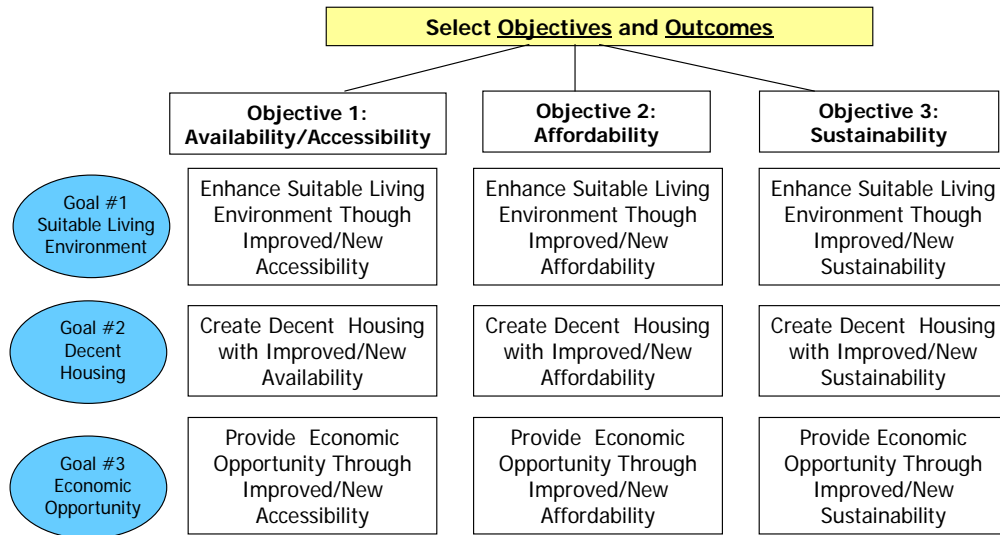 Select Objectives and Outcomes
Objective 1:
Availability/Accessibility
Objective 2:
Affordability
Objective 3:
Sustainability
Goal #1
Suitable Living
Environment
Enhance Suitable Living
Environment Though
Improved/New
Accessibility
Enhance Suitable Living
Environment Though
Improved/New
Affordability
Enhance Suitable Living
Environment Though
Improved/New
Sustainability
Goal #2
Decent
Housing
Create Decent Housing
with Improved/New
Availability
Create Decent Housing
with Improved/New
Affordability
Create Decent Housing
with Improved/New
Sustainability
Goal #3
Economic
Opportunity
Provide Economic
Opportunity Through
Improved/New
Accessibility
Provide Economic
Opportunity Through
Improved/New
Affordability
Provide Economic
Opportunity Through
Improved/New
Sustainability